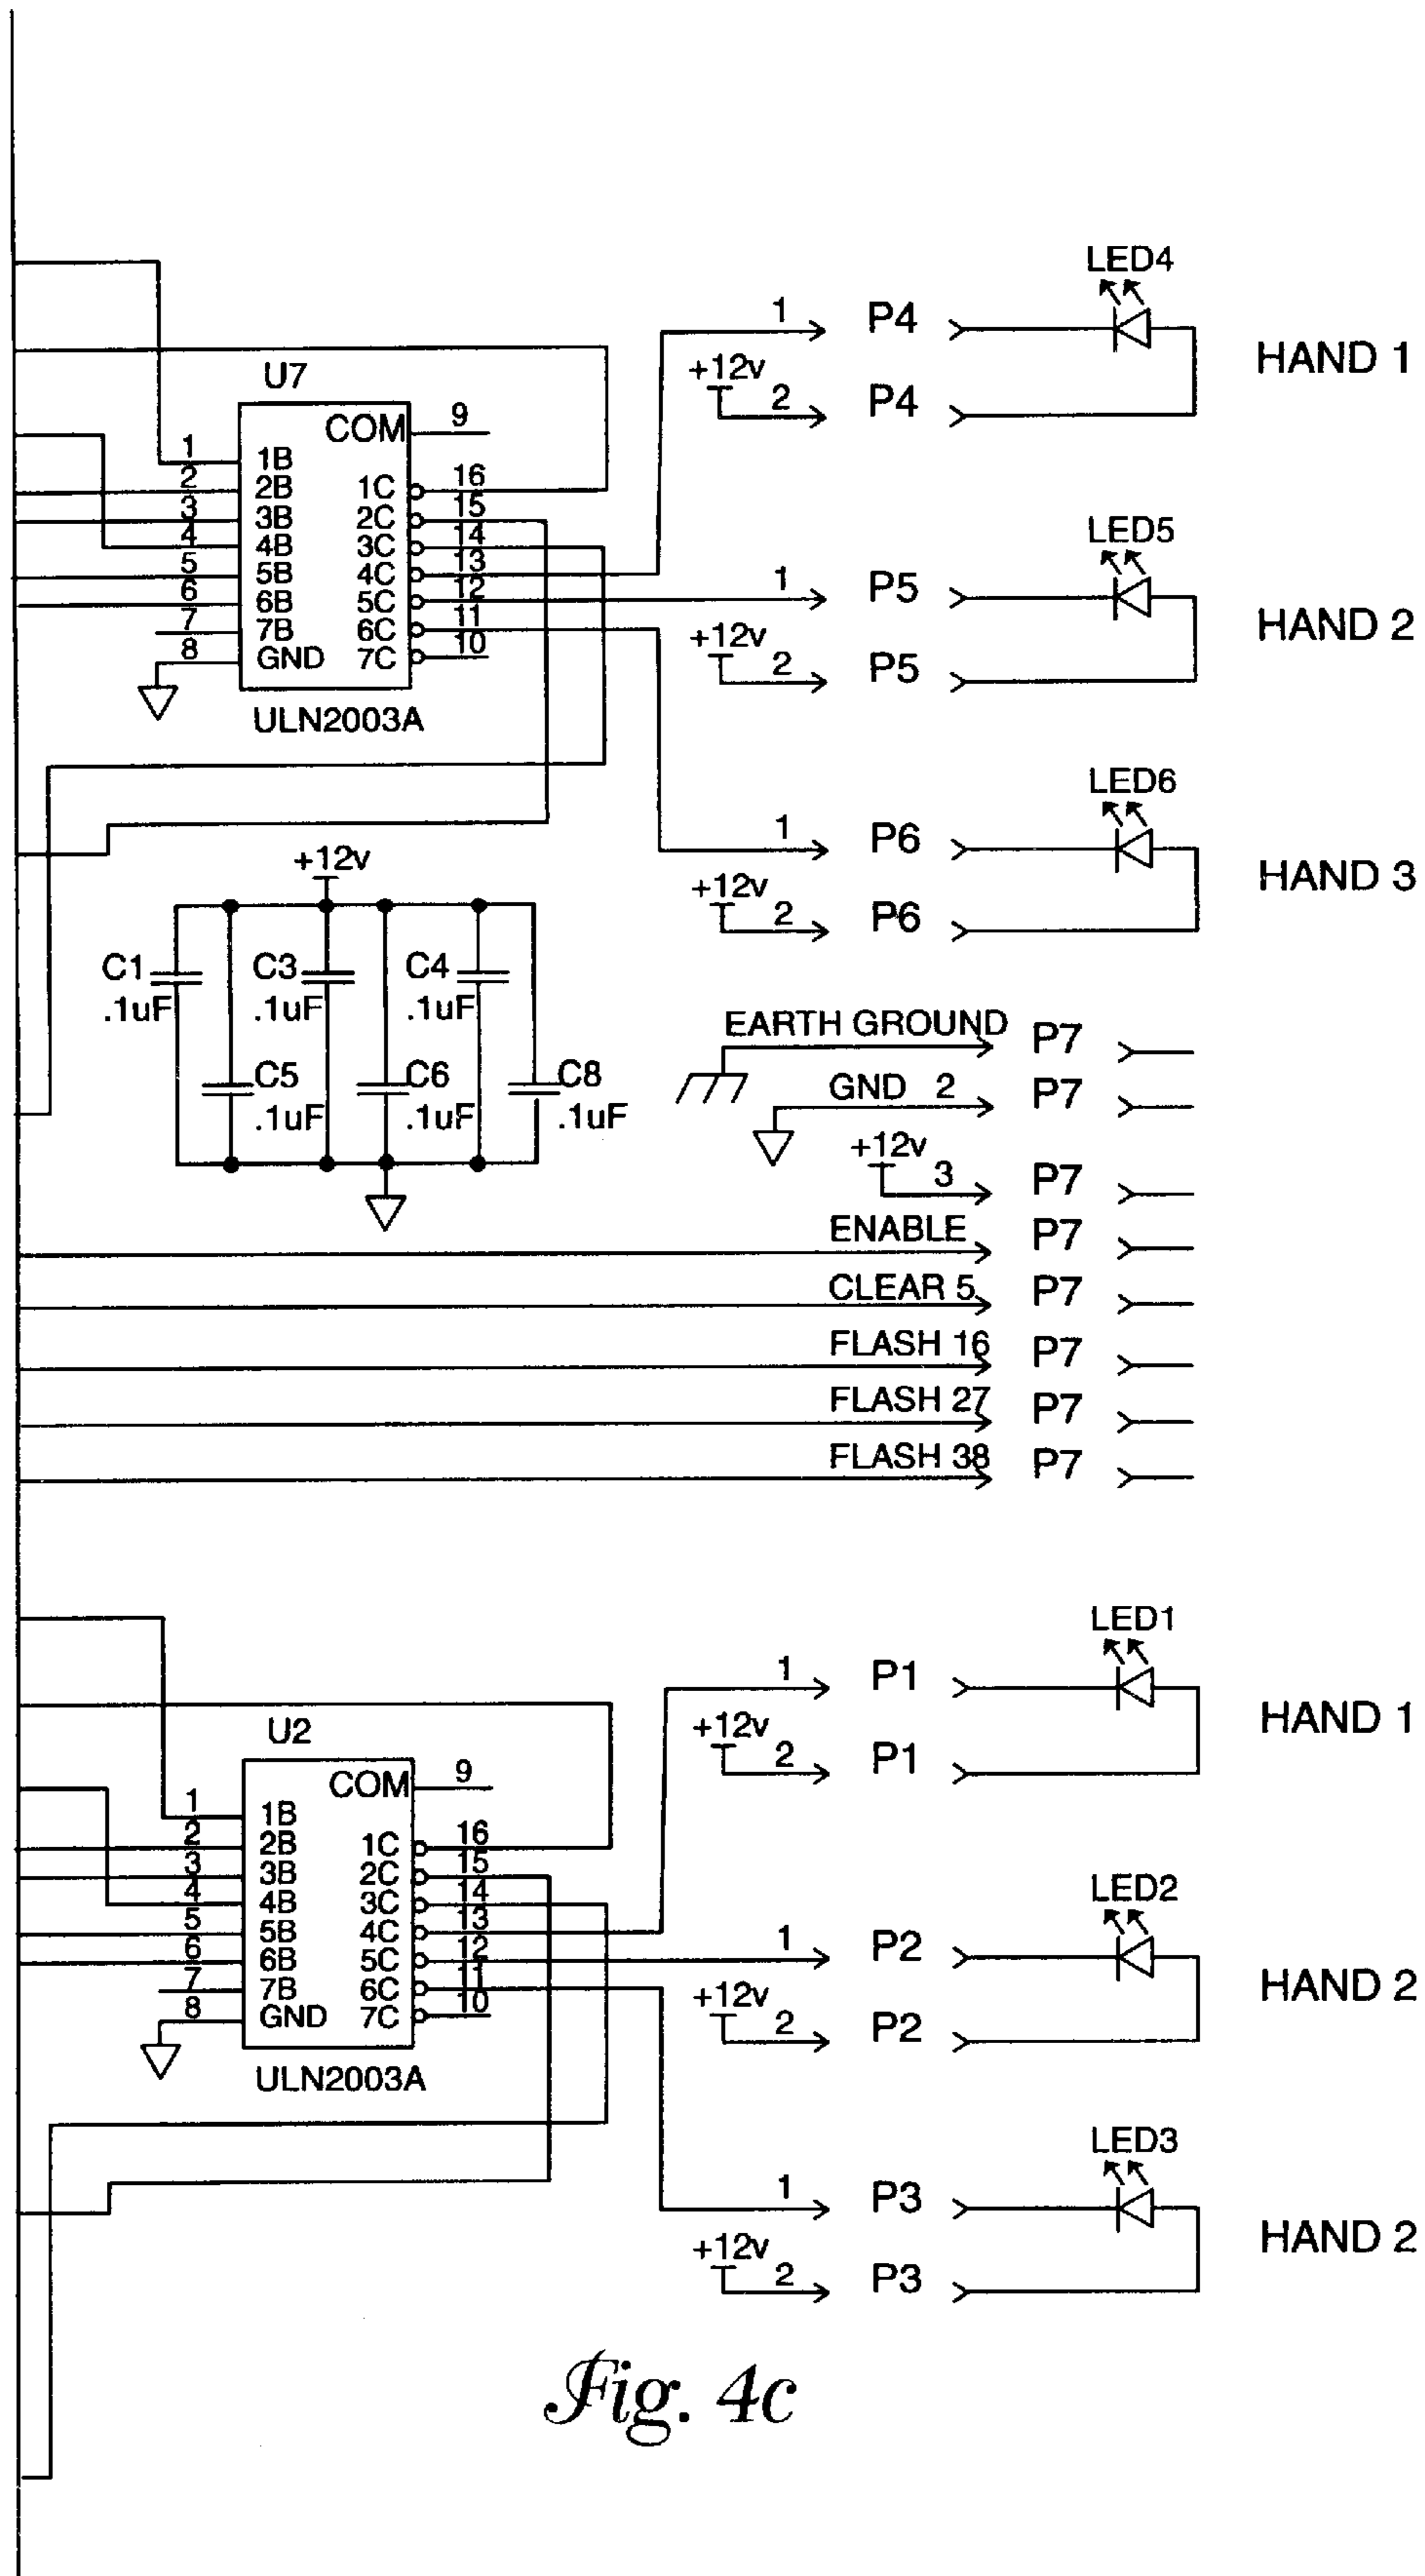 LED4
1 P4
HAND 1
+12v
2 P4
U7
COM 9
1 1B
2 2B
3 3B
4 4B
5 5B
6 6B
7 7B
8 GND
1C 16
2C 15
3C 14
4C 13
5C 12
6C 11
7C 10
ULN2003A
LED5
1 P5
HAND 2
+12v
2 P5
LED6
1 P6
HAND 3
+12v
2 P6
+12v
C1
.1uF
C3
.1uF
C4
.1uF
C5
.1uF
C6
.1uF
C8
.1uF
EARTH GROUND P7
GND 2 P7
+12v
3 P7
ENABLE P7
CLEAR 5 P7
FLASH 16 P7
FLASH 27 P7
FLASH 38 P7
LED1
1 P1
HAND 1
+12v
2 P1
U2
COM 9
1 1B
2 2B
3 3B
4 4B
5 5B
6 6B
7 7B
8 GND
1C 16
2C 15
3C 14
4C 13
5C 12
6C 11
7C 10
ULN2003A
LED2
1 P2
HAND 2
+12v
2 P2
LED3
1 P3
HAND 2
+12v
2 P3
Fig. 4c